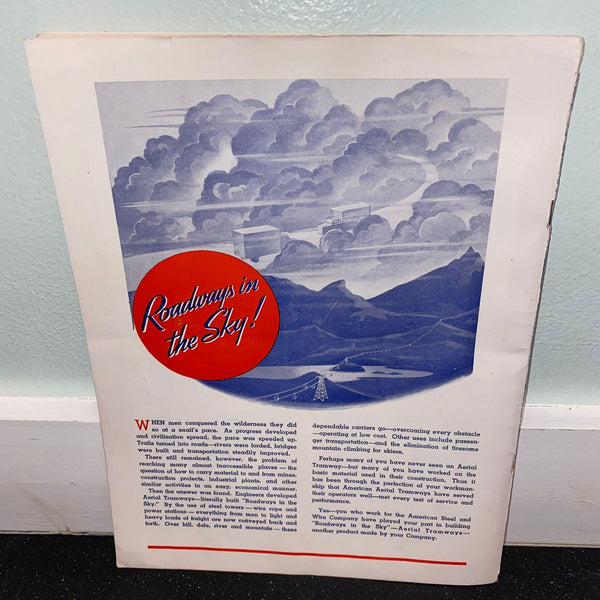 Roadways in
the Sky!
WHEN men conquered the wilderness they did
so at a snail's pace. As progress developed
and civilization spread, the pace was speeded up.
Trails turned into roads—rivers were forded, bridges
were built and transportation steadily improved.
There still remained, however, the problem of
reaching many almost inaccessible places — the
question of how to carry material to and from mines,
construction projects, industrial plants, and other
similar activities in an easy, economical manner.
Then the answer was found. Engineers developed
Aerial Tramways—literally built "Roadways in the
Sky." By the use of steel towers — wire rope and
power stations — everything from men to light and
heavy loads of freight are now conveyed back and
forth. Over hill, dale, river and mountain — these
dependable carriers go—overcoming every obstacle
—operating at low cost. Other uses include passen-
ger transportation—and the elimination of tiresome
mountain climbing for skiers.
Perhaps many of you have never seen an Aerial
Tramway—but many of you have worked on the
basic material used in their construction. Thus it
has been through the perfection of your workman-
ship that American Aerial Tramways have served
their operators well—met every test of service and
performance.
Yes—you who work for the American Steel and
Wire Company have played your part in building
"Roadways in the Sky"—Aerial Tramways—
another product made by your Company.